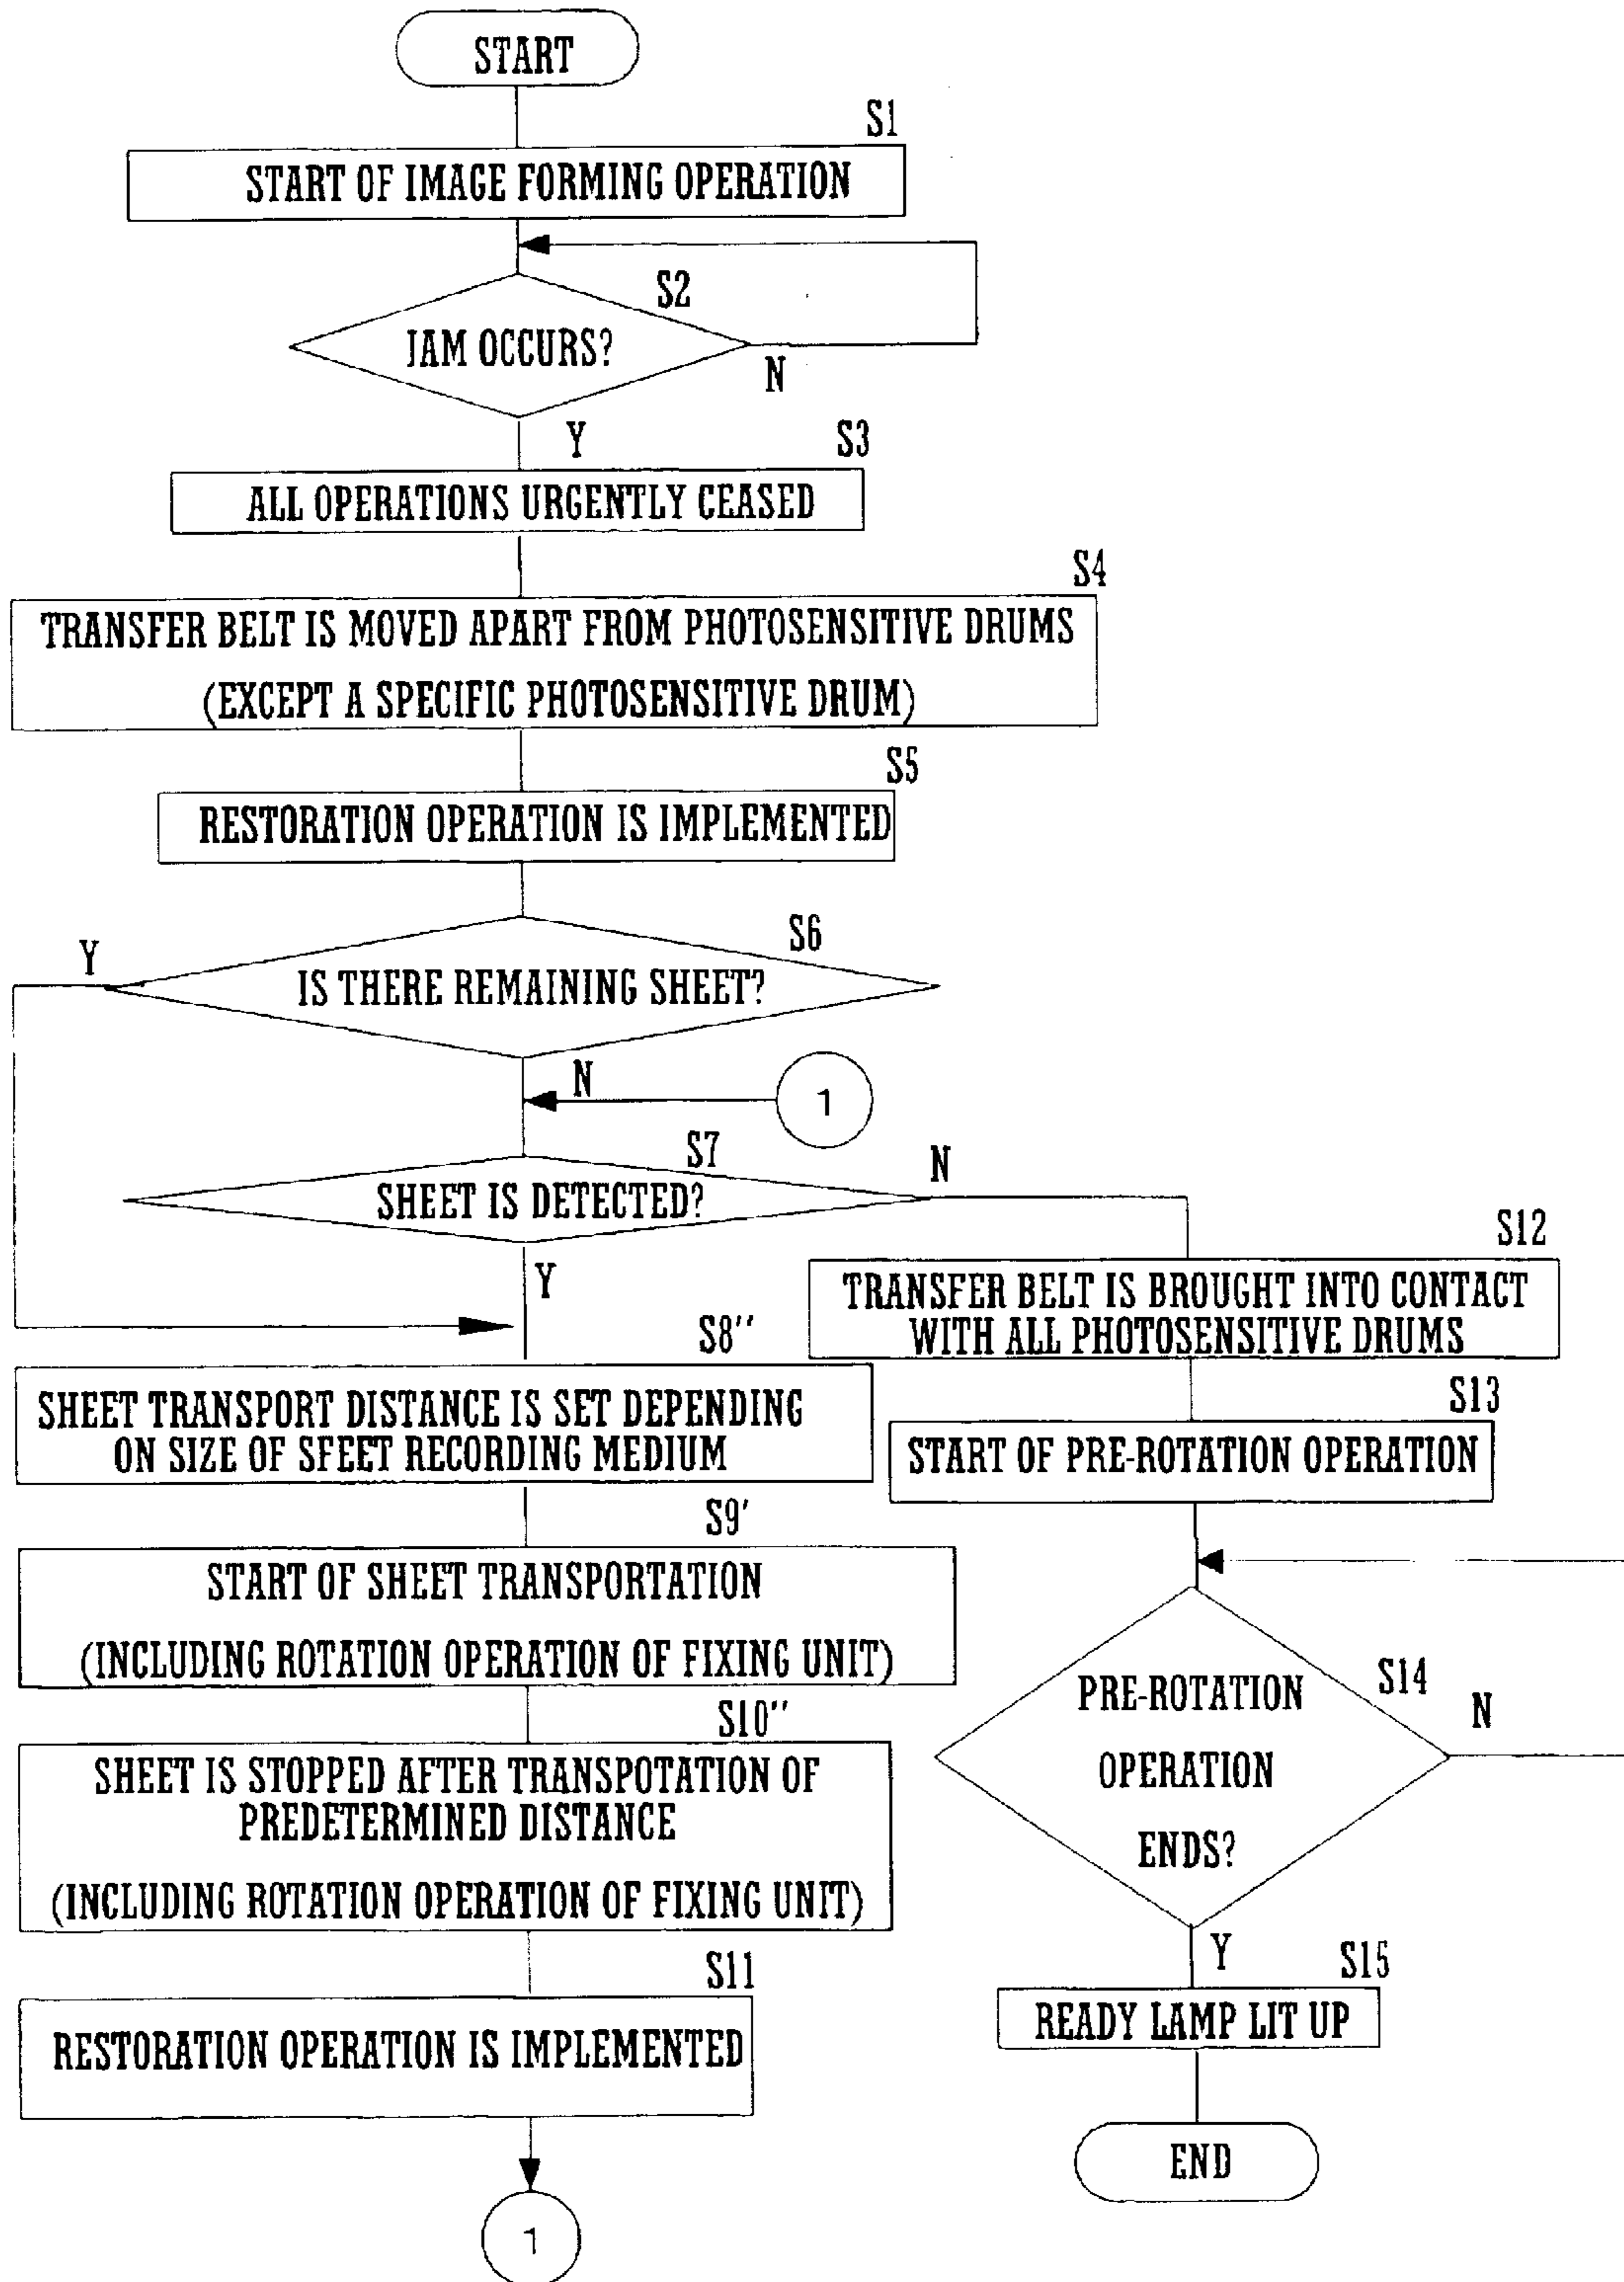 START
S1
START OF IMAGE FORMING OPERATION
S2
JAM OCCURS?
N
Y
S3
ALL OPERATIONS URGENTLY CEASED
S4
TRANSFER BELT IS MOVED APART FROM PHOTOSENSITIVE DRUMS
(EXCEPT A SPECIFIC PHOTOSENSITIVE DRUM)
S5
RESTORATION OPERATION IS IMPLEMENTED
S6
Y
IS THERE REMAINING SHEET?
N
1
S7
N
SHEET IS DETECTED?
Y
S8''
SHEET TRANSPORT DISTANCE IS SET DEPENDING
ON SIZE OF SFEET RECORDING MEDIUM
S9'
START OF SHEET TRANSPORTATION
(INCLUDING ROTATION OPERATION OF FIXING UNIT)
S10''
SHEET IS STOPPED AFTER TRANSPOTATION OF
PREDETERMINED DISTANCE
(INCLUDING ROTATION OPERATION OF FIXING UNIT)
S11
RESTORATION OPERATION IS IMPLEMENTED
1
S12
TRANSFER BELT IS BROUGHT INTO CONTACT
WITH ALL PHOTOSENSITIVE DRUMS
S13
START OF PRE-ROTATION OPERATION
S14
PRE-ROTATION
OPERATION
ENDS?
N
Y
S15
READY LAMP LIT UP
END